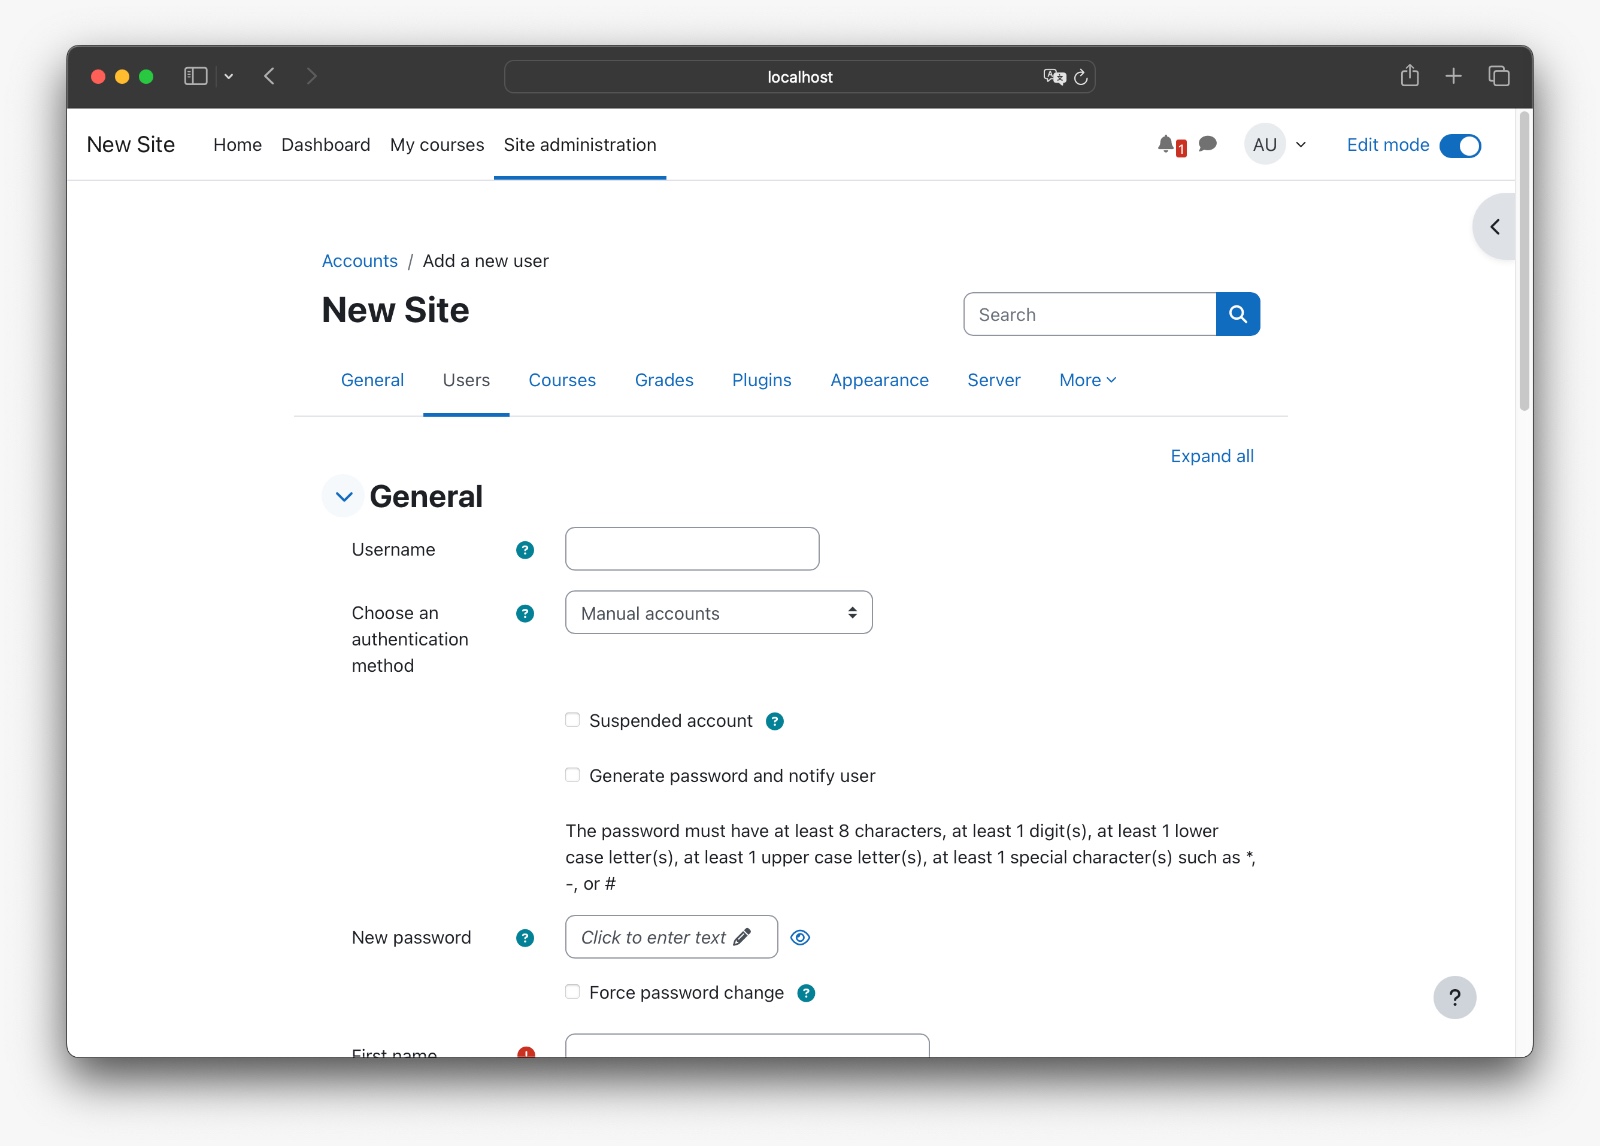 localhost
New Site Home Dashboard My courses Site administration 1 AU Edit mode
Accounts / Add a new user
New Site
Search
General Users Courses Grades Plugins Appearance Server More
Expand all
General
Username ?
Choose an ? Manual accounts
authentication
method
Suspended account ?
Generate password and notify user
The password must have at least 8 characters, at least 1 digit(s), at least 1 lower
case letter(s), at least 1 upper case letter(s), at least 1 special character(s) such as *,
-, or #
New password ? Click to enter text
Force password change ?
?
First name !